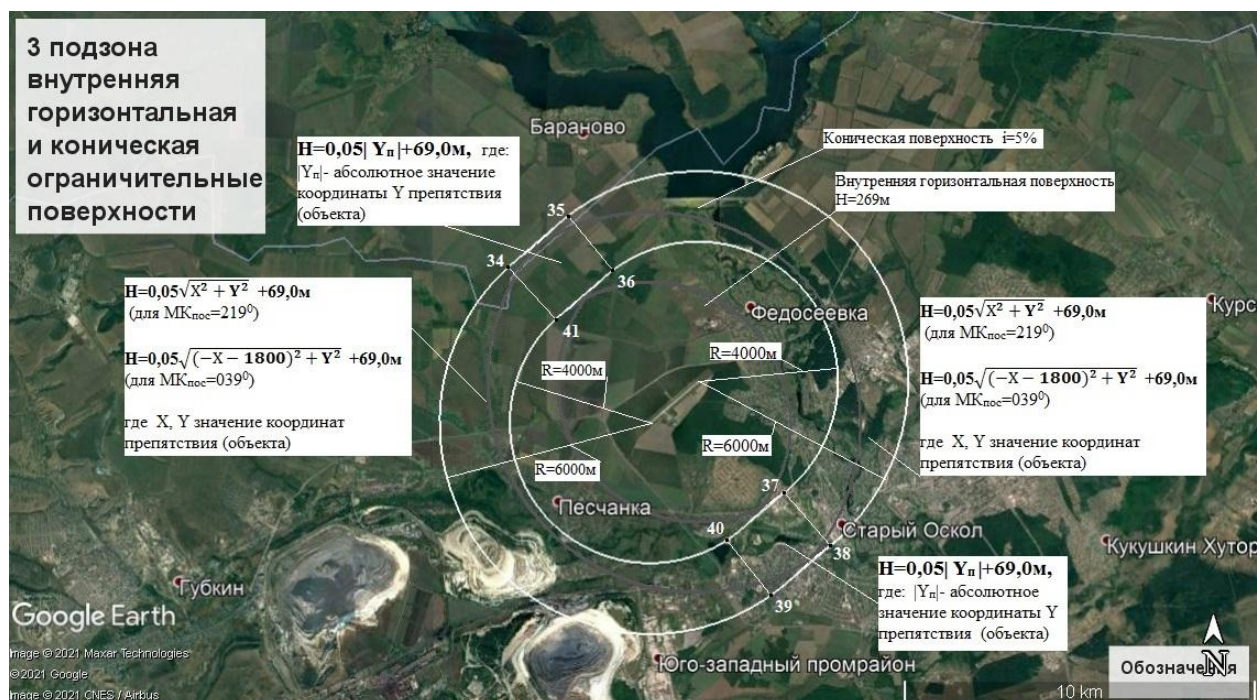 3 подзона
внутренняя
горизонтальная
и коническая
ограничительные
поверхности
Бараново
H=0,05| Yп|+69,0м, где:
|Yп|- абсолютное значение
координаты Y препятствия
(объекта)
Коническая поверхность i=5%
Внутренняя горизонтальная поверхность
H=269м
35
34
36
41
H=0,05√X² + Y² +69,0м
(для МКпос=219⁰)
H=0,05√(−X − 1800)² + Y² +69,0м
(для МКпос=039⁰)
где X, Y значение координат
препятствия (объекта)
Федосеевка
Курс
R=4000м
R=4000м
R=6000м
R=6000м
H=0,05√X² + Y² +69,0м
(для МКпос=219⁰)
H=0,05√(−X − 1800)² + Y² +69,0м
(для МКпос=039⁰)
где X, Y значение координат
препятствия (объекта)
37
Песчанка
40
38
Старый Оскол
Кукушкин Хутор
Губкин
39
H=0,05| Yп|+69,0м,
где: |Yп|- абсолютное
значение координаты Y
препятствия (объекта)
Юго-западный промрайон
Google Earth
Image © 2021 Maxar Technologies
©2021 Google
Image © 2021 CNES / Airbus
N
10 km